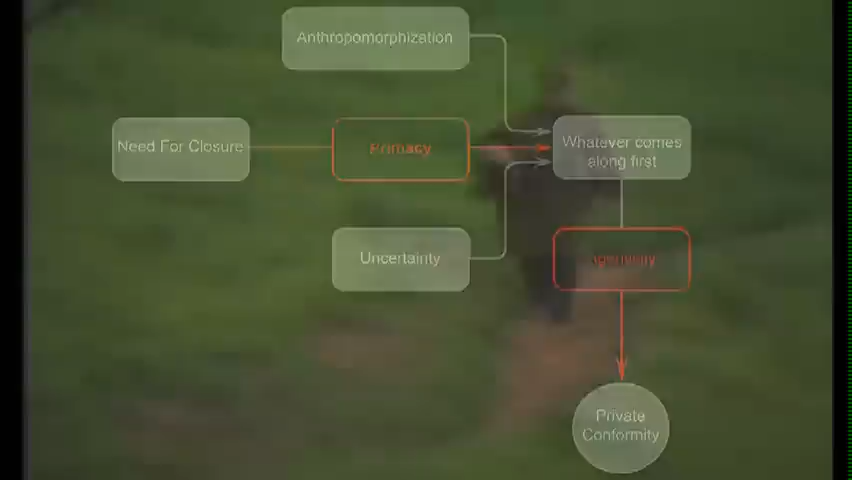 Anthropomorphization
Need For Closure
Primacy
Whatever comes
along first
Uncertainty
Private
Conformity